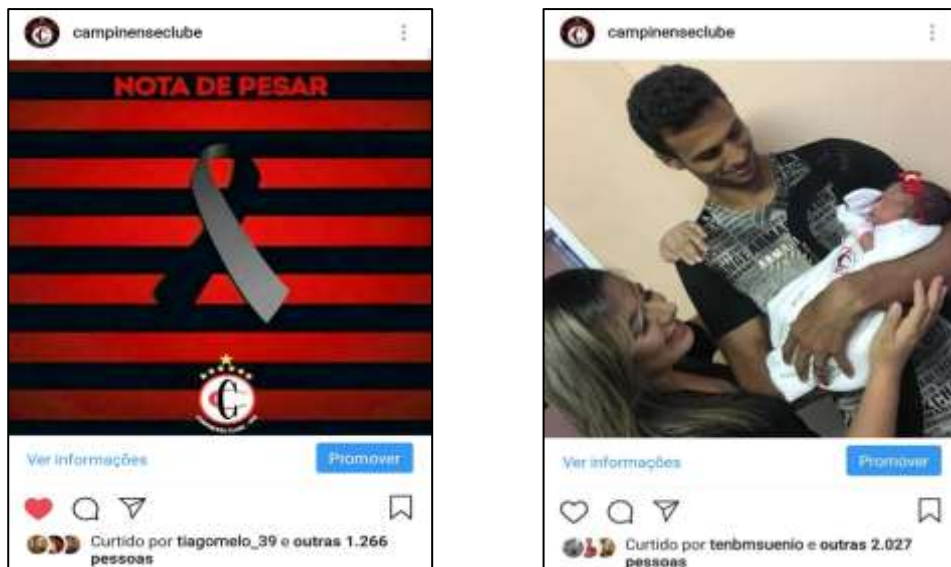 campinenseclube
NOTA DE PESAR
Ver informações
Promover
Curtido por tiagomelo_39 e outras 1.266
pessoas
campinenseclube
Ver informações
Promover
Curtido por tenbmsuenio e outras 2.027
pessoas